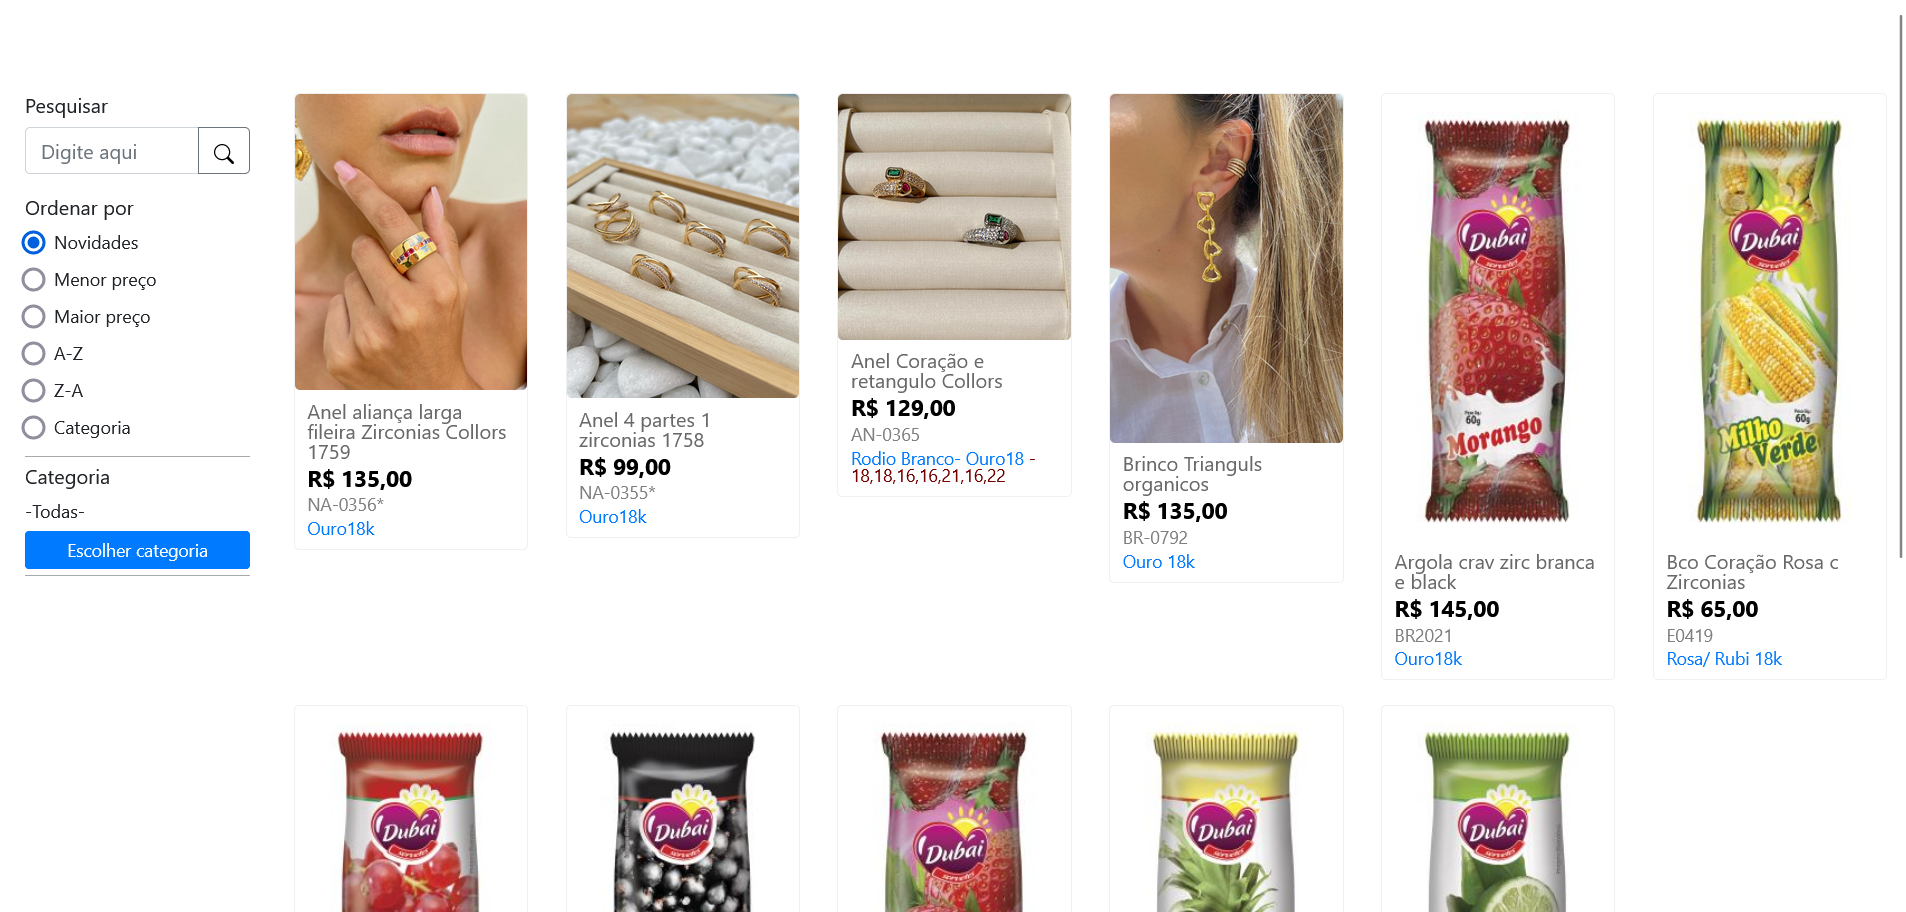 Pesquisar
Digite aqui
Ordenar por
Novidades
Menor preço
Maior preço
A-Z
Z-A
Categoria
Categoria
-Todas-
Escolher categoria
Anel aliança larga
fileira Zirconias Collors
1759
R$ 135,00
NA-0356*
Ouro18k
Anel 4 partes 1
zirconias 1758
R$ 99,00
NA-0355*
Ouro18k
Anel Coração e
retangulo Collors
R$ 129,00
AN-0365
Rodio Branco- Ouro18 -
18,18,16,16,21,16,22
Brinco Trianguls
organicos
R$ 135,00
BR-0792
Ouro 18k
Dubai
60g
Morango
Argola crav zirc branca
e black
R$ 145,00
BR2021
Ouro18k
Dubai
60g
Milho
Verde
Bco Coração Rosa c
Zirconias
R$ 65,00
E0419
Rosa/ Rubi 18k
Dubai
Dubai
Dubai
Dubai
Dubai